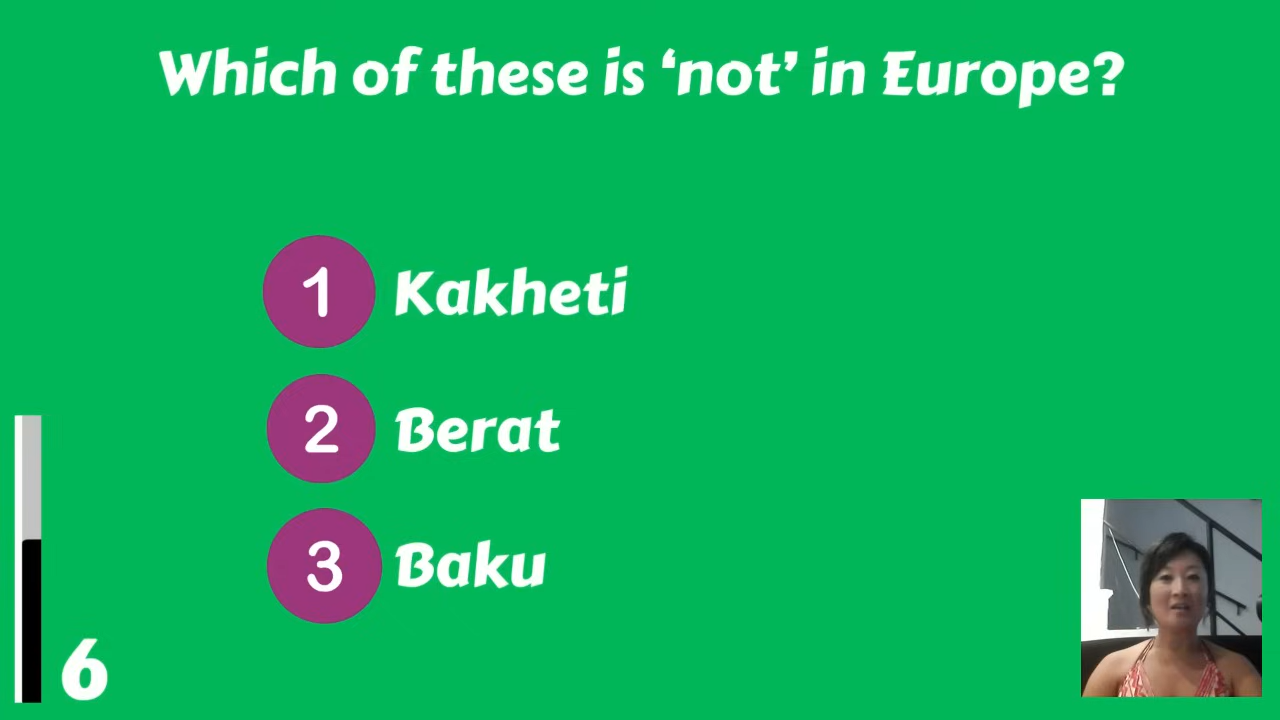 Which of these is ‘not’ in Europe?
1 Kakheti
2 Berat
3 Baku
6